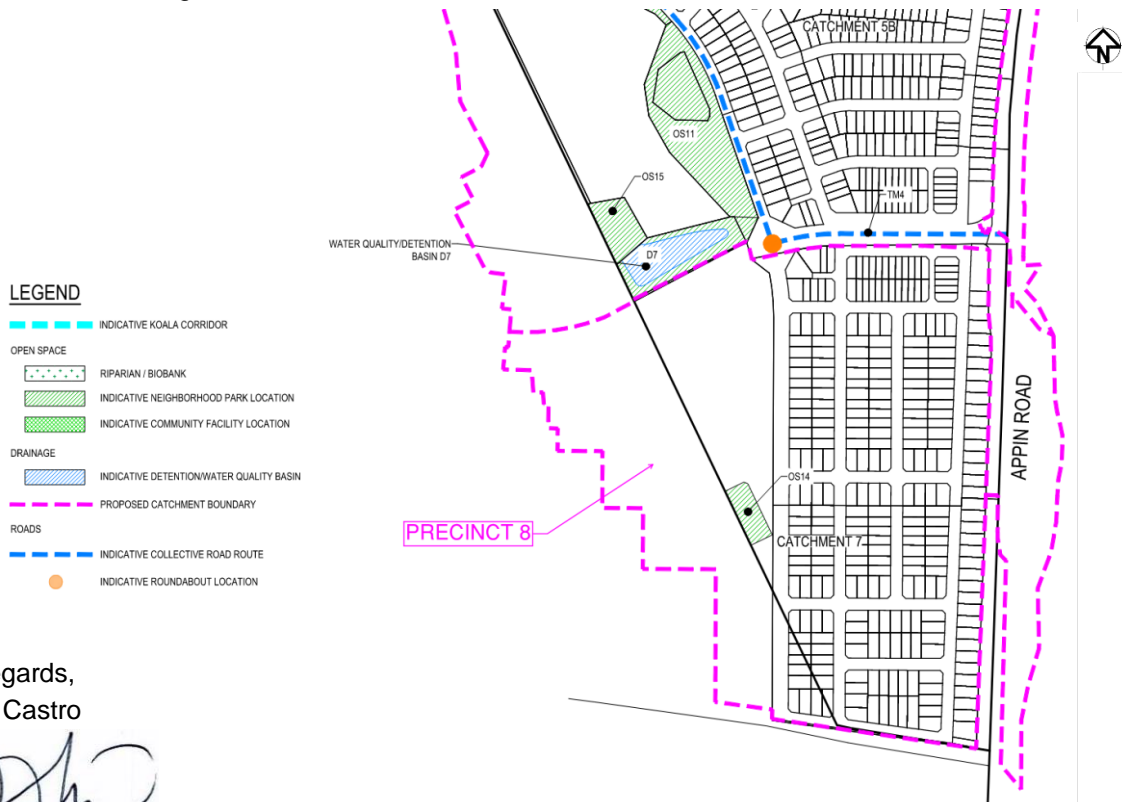 CATCHMENT 5B
N
OS11
OS15
TM4
WATER QUALITY/DETENTION
BASIN D7
D7
LEGEND
INDICATIVE KOALA CORRIDOR
OPEN SPACE
RIPARIAN / BIOBANK
INDICATIVE NEIGHBORHOOD PARK LOCATION
INDICATIVE COMMUNITY FACILITY LOCATION
DRAINAGE
INDICATIVE DETENTION/WATER QUALITY BASIN
PROPOSED CATCHMENT BOUNDARY
ROADS
INDICATIVE COLLECTIVE ROAD ROUTE
INDICATIVE ROUNDABOUT LOCATION
APPIN ROAD
OS14
PRECINCT 8
CATCHMENT 7
gards,
Castro